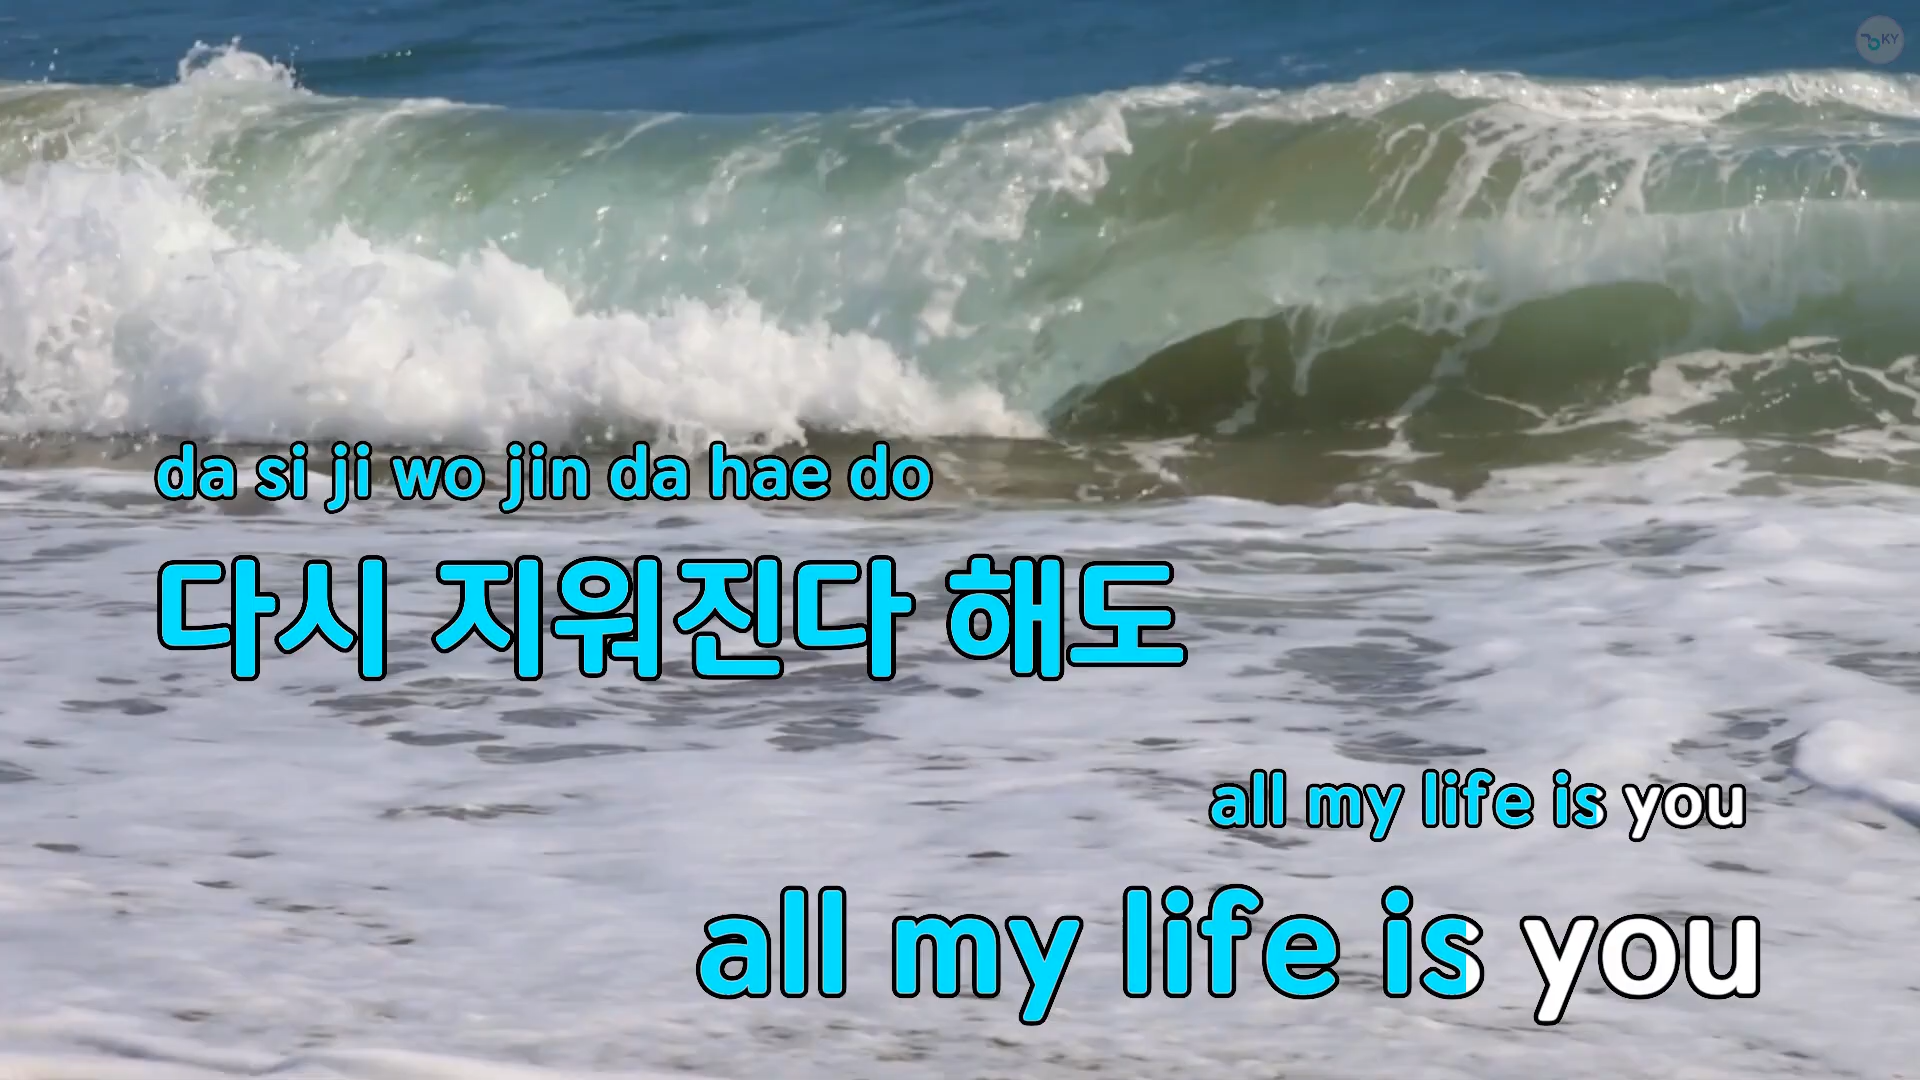 KY
da si ji wo jin da hae do
다시 지워진다 해도
all my life is you
all my life is you